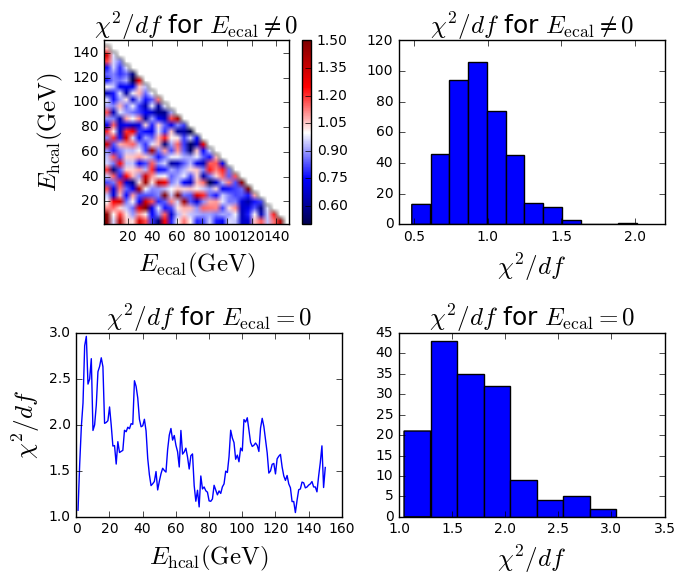 χ²/df for E_ecal ≠ 0
140
120
100
80
60
40
20
E_hcal(GeV)
20 40 60 80 100 120 140
E_ecal(GeV)
1.50
1.35
1.20
1.05
0.90
0.75
0.60
χ²/df for E_ecal ≠ 0
120
100
80
60
40
20
0
0.5 1.0 1.5 2.0
χ²/df
χ²/df for E_ecal = 0
3.0
2.5
2.0
1.5
1.0
χ²/df
0 20 40 60 80 100 120 140 160
E_hcal(GeV)
χ²/df for E_ecal = 0
45
40
35
30
25
20
15
10
5
0
1.0 1.5 2.0 2.5 3.0 3.5
χ²/df